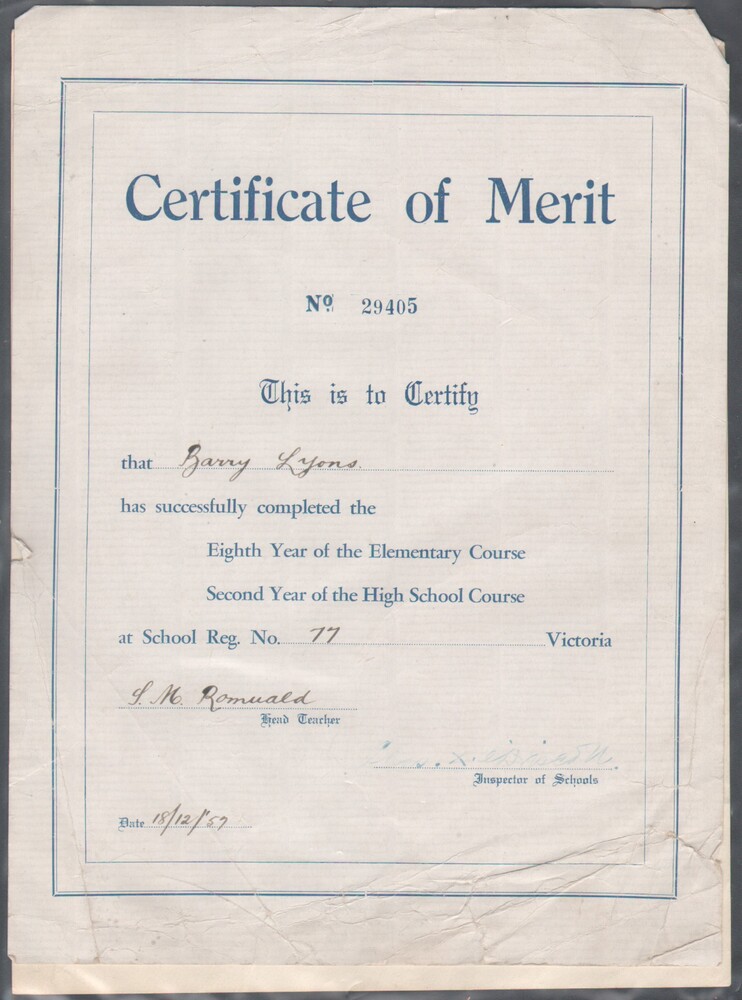 Certificate of Merit
Nº 29405
This is to Certify
that Barry Lyons
has successfully completed the
Eighth Year of the Elementary Course
Second Year of the High School Course
at School Reg. No. 77 Victoria
S. M. Romuald
Head Teacher
Inspector of Schools
Date 18/12/'59